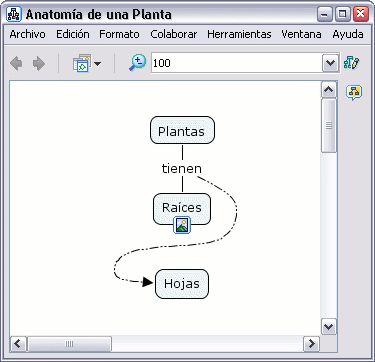 Anatomía de una Planta
Archivo Edición Formato Colaborar Herramientas Ventana Ayuda
100
Plantas
tienen
Raíces
Hojas